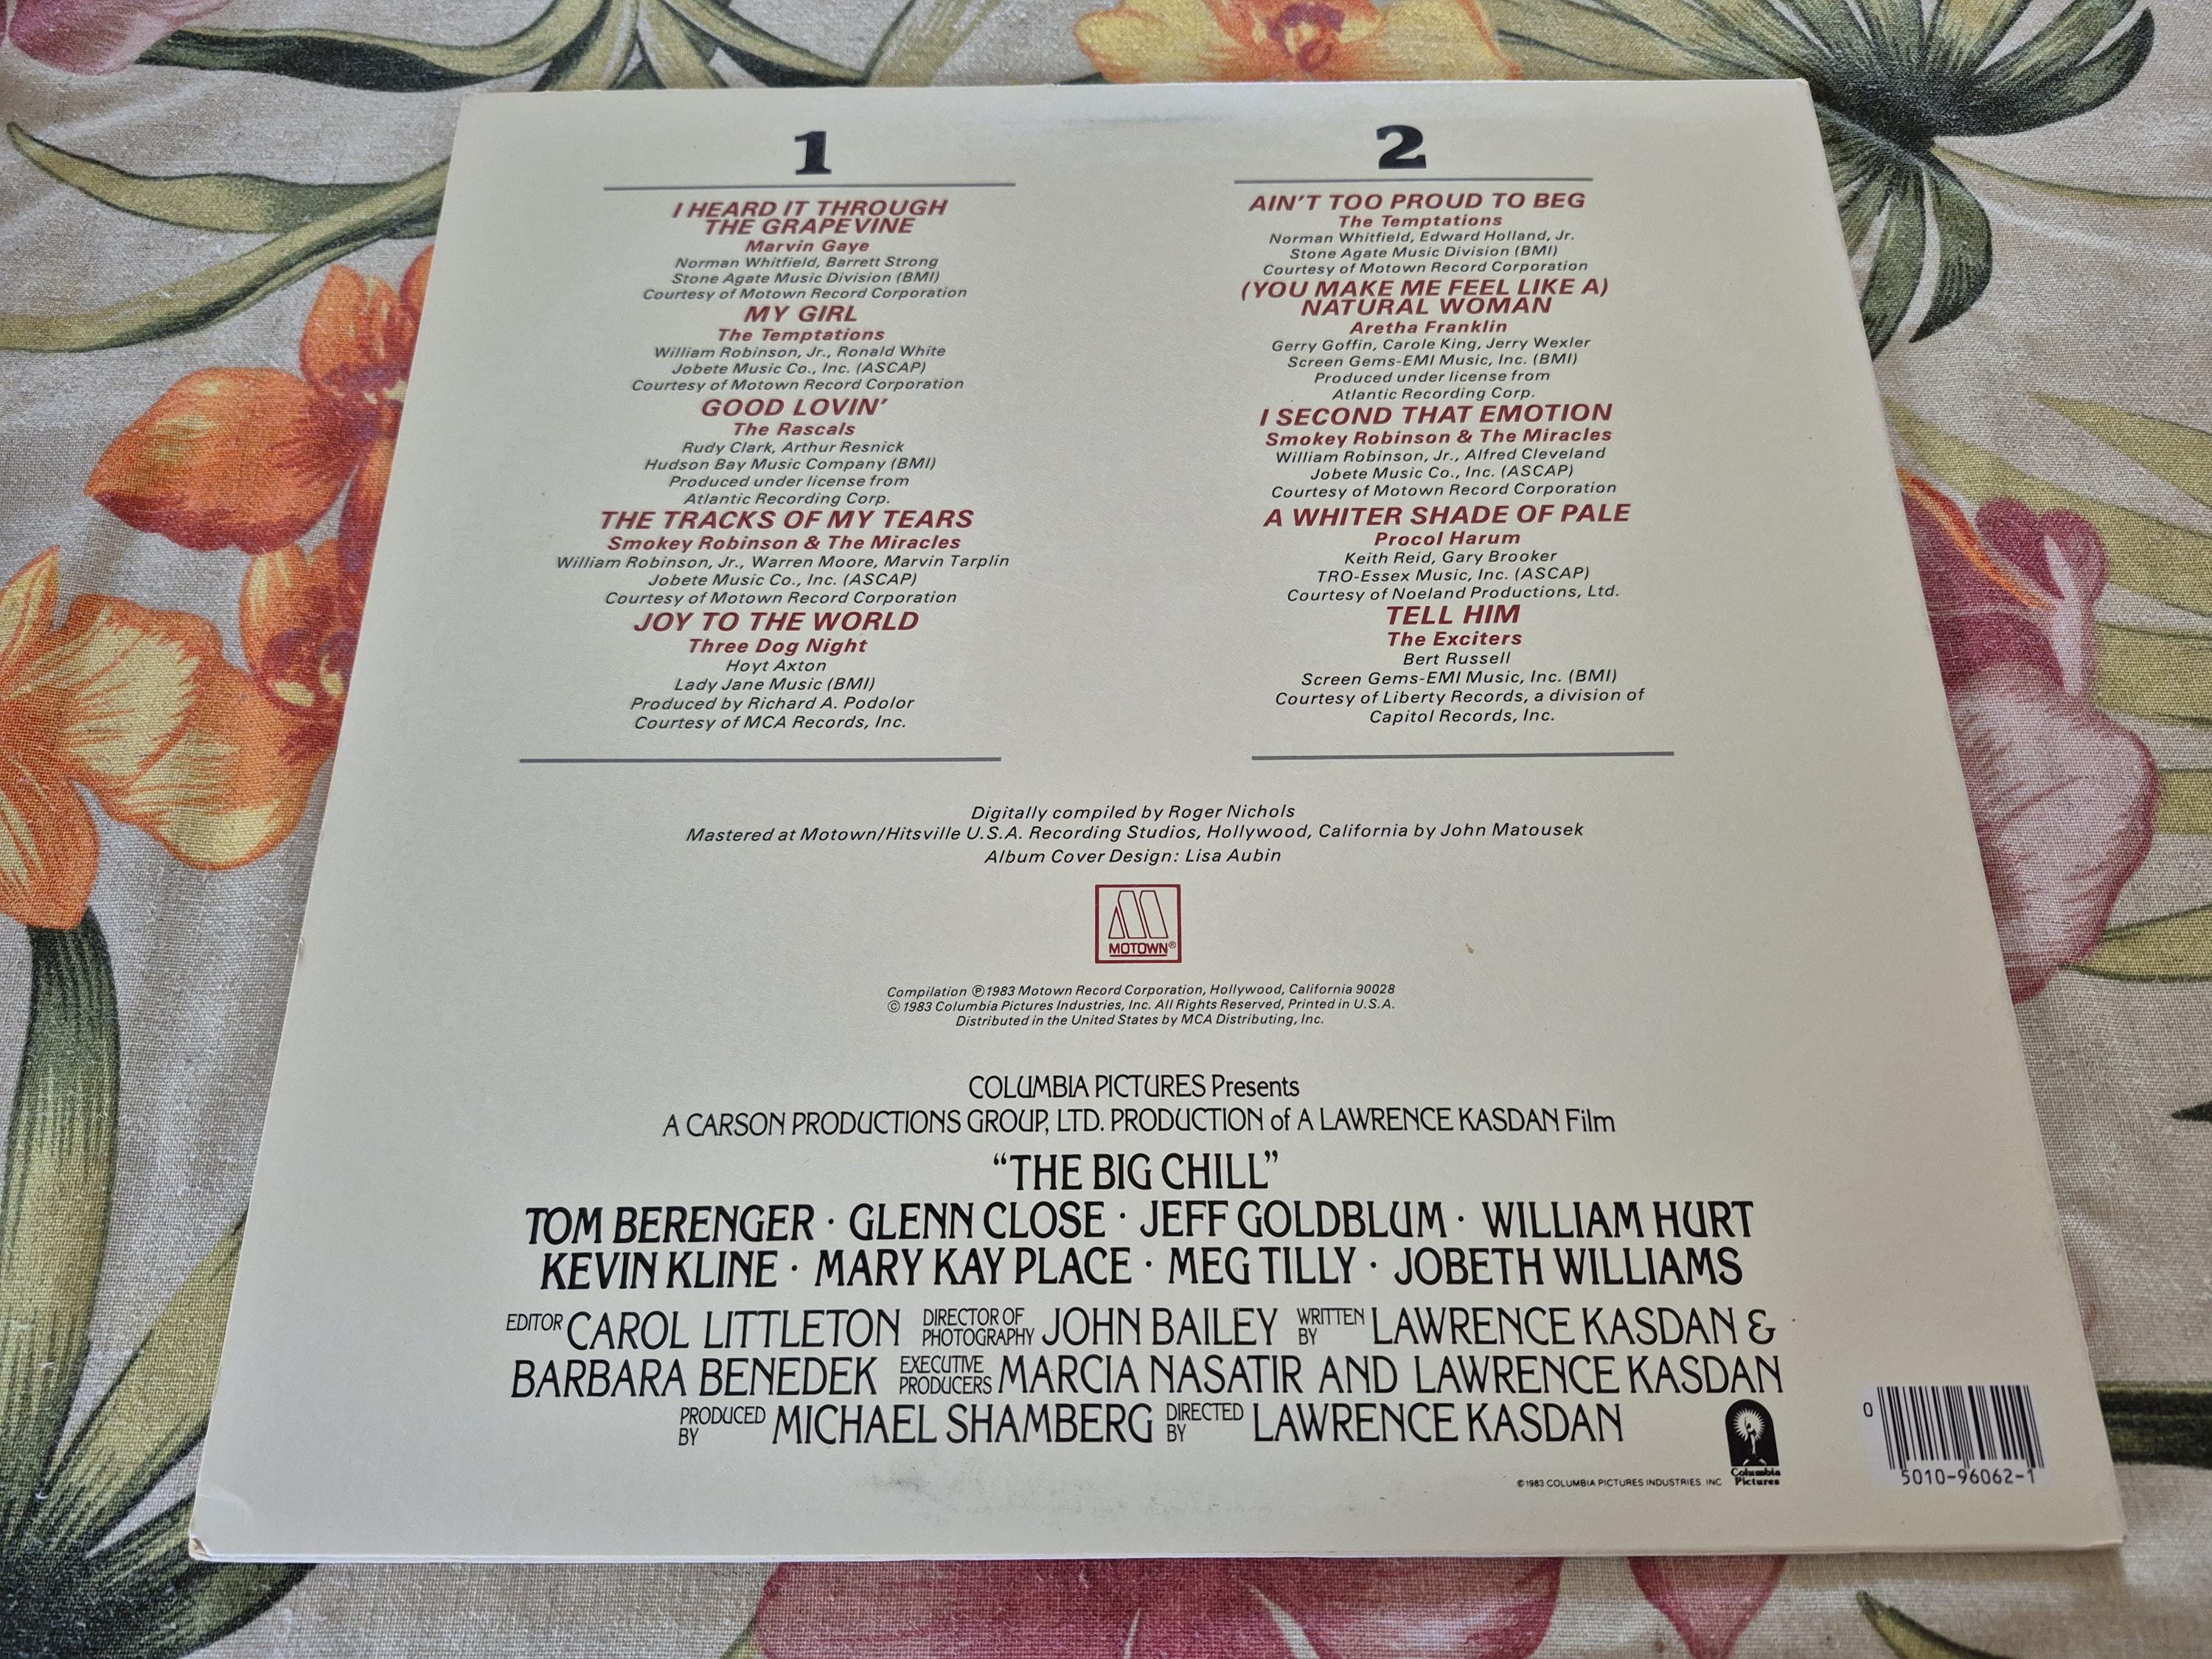 1
I HEARD IT THROUGH
THE GRAPEVINE
Marvin Gaye
Norman Whitfield, Barrett Strong
Stone Agate Music Division (BMI)
Courtesy of Motown Record Corporation
MY GIRL
The Temptations
William Robinson, Jr., Ronald White
Jobete Music Co., Inc. (ASCAP)
Courtesy of Motown Record Corporation
GOOD LOVIN'
The Rascals
Rudy Clark, Arthur Resnick
Hudson Bay Music Company (BMI)
Produced under license from
Atlantic Recording Corp.
THE TRACKS OF MY TEARS
Smokey Robinson & The Miracles
William Robinson, Jr., Warren Moore, Marvin Tarplin
Jobete Music Co., Inc. (ASCAP)
Courtesy of Motown Record Corporation
JOY TO THE WORLD
Three Dog Night
Hoyt Axton
Lady Jane Music (BMI)
Produced by Richard A. Podolor
Courtesy of MCA Records, Inc.
2
AIN'T TOO PROUD TO BEG
The Temptations
Norman Whitfield, Edward Holland, Jr.
Stone Agate Music Division (BMI)
Courtesy of Motown Record Corporation
(YOU MAKE ME FEEL LIKE A)
NATURAL WOMAN
Aretha Franklin
Gerry Goffin, Carole King, Jerry Wexler
Screen Gems-EMI Music, Inc. (BMI)
Produced under license from
Atlantic Recording Corp.
I SECOND THAT EMOTION
Smokey Robinson & The Miracles
William Robinson, Jr., Alfred Cleveland
Jobete Music Co., Inc. (ASCAP)
Courtesy of Motown Record Corporation
A WHITER SHADE OF PALE
Procol Harum
Keith Reid, Gary Brooker
TRO-Essex Music, Inc. (ASCAP)
Courtesy of Noeland Productions, Ltd.
TELL HIM
The Exciters
Bert Russell
Screen Gems-EMI Music, Inc. (BMI)
Courtesy of Liberty Records, a division of
Capitol Records, Inc.
Digitally compiled by Roger Nichols
Mastered at Motown/Hitsville U.S.A. Recording Studios, Hollywood, California by John Matousek
Album Cover Design: Lisa Aubin
MOTOWN®
Compilation ℗1983 Motown Record Corporation, Hollywood, California 90028
© 1983 Columbia Pictures Industries, Inc. All Rights Reserved, Printed in U.S.A.
Distributed in the United States by MCA Distributing, Inc.
COLUMBIA PICTURES Presents
A CARSON PRODUCTIONS GROUP, LTD. PRODUCTION of A LAWRENCE KASDAN Film
"THE BIG CHILL"
TOM BERENGER · GLENN CLOSE · JEFF GOLDBLUM · WILLIAM HURT
KEVIN KLINE · MARY KAY PLACE · MEG TILLY · JOBETH WILLIAMS
EDITOR CAROL LITTLETON DIRECTOR OF PHOTOGRAPHY JOHN BAILEY WRITTEN BY LAWRENCE KASDAN &
BARBARA BENEDEK EXECUTIVE PRODUCERS MARCIA NASATIR AND LAWRENCE KASDAN
PRODUCED BY MICHAEL SHAMBERG DIRECTED BY LAWRENCE KASDAN
© 1983 COLUMBIA PICTURES INDUSTRIES, INC
Columbia
Pictures
0
5010-96062-1